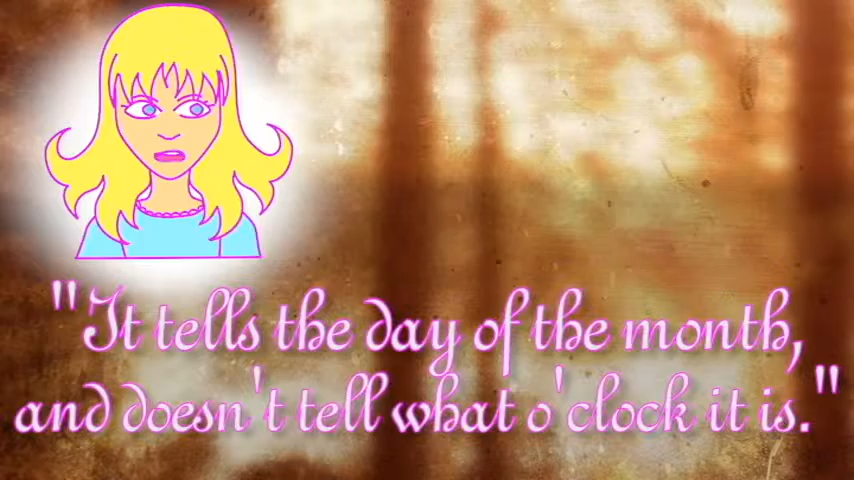 "It tells the day of the month,
and doesn't tell what o'clock it is."